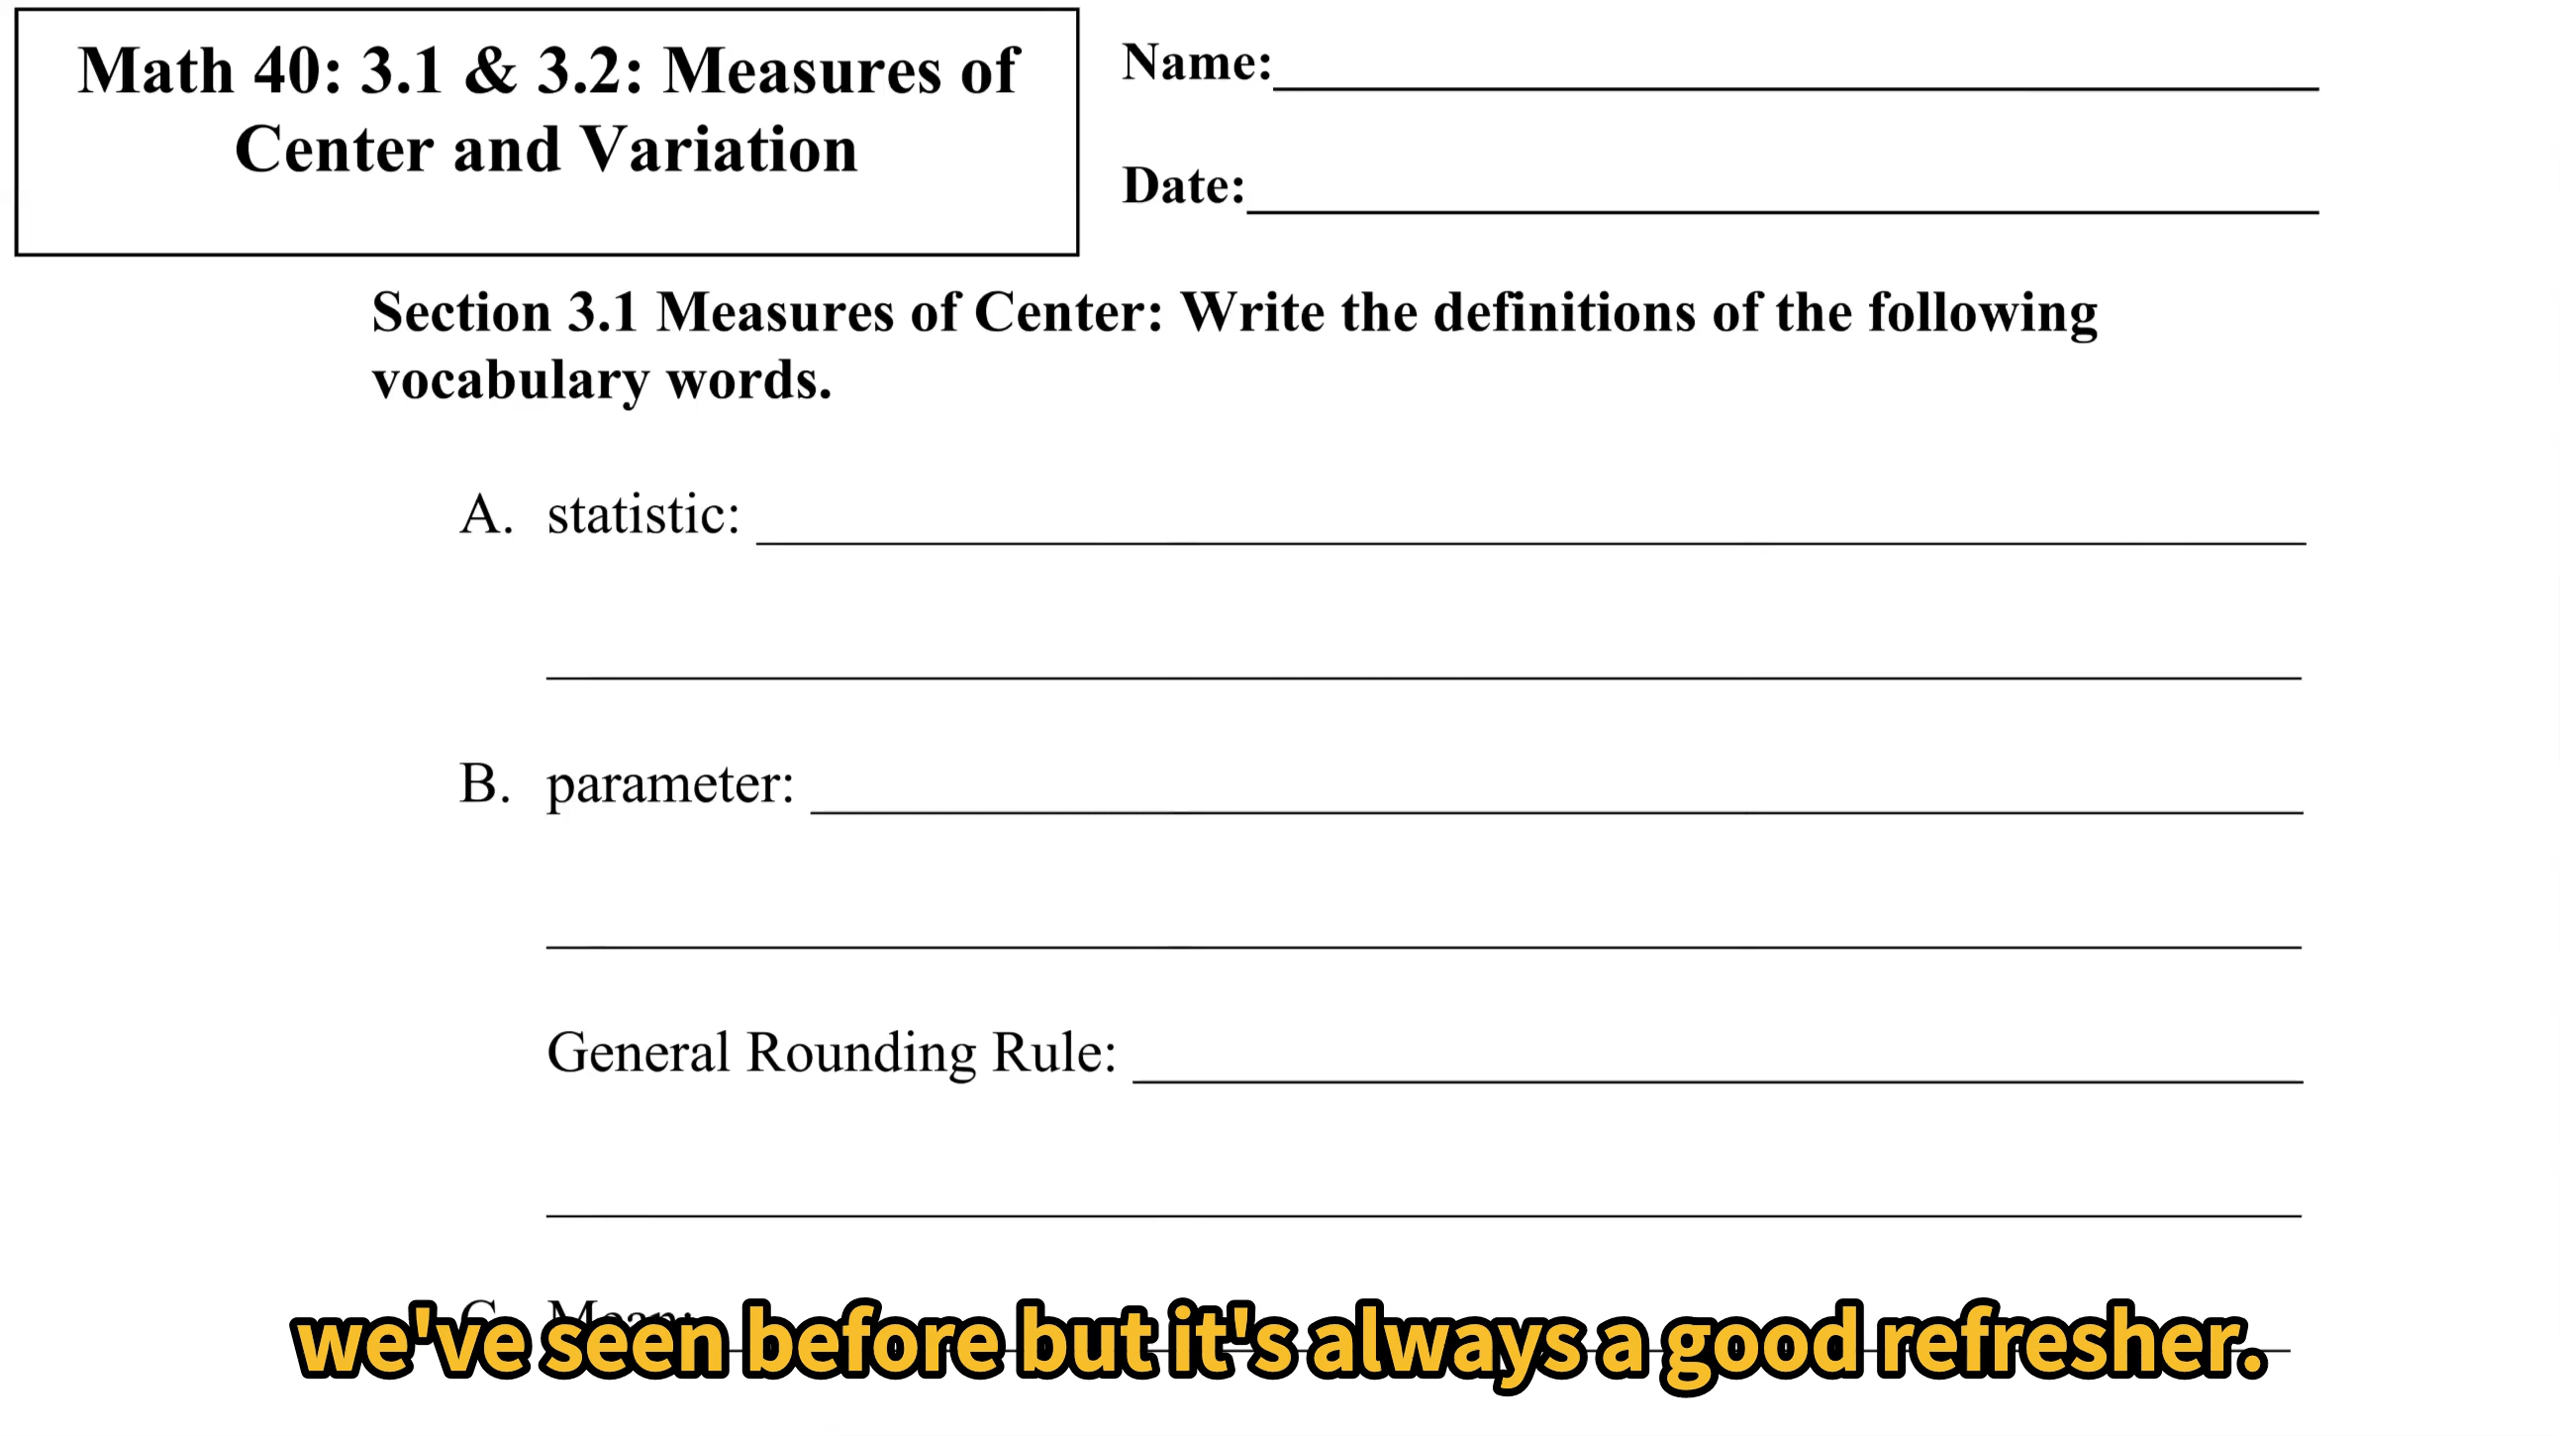 Math 40: 3.1 & 3.2: Measures of
Center and Variation
Name:
Date:
Section 3.1 Measures of Center: Write the definitions of the following
vocabulary words.
A. statistic:
B. parameter:
General Rounding Rule:
C. Mean:
we've seen before but it's always a good refresher.